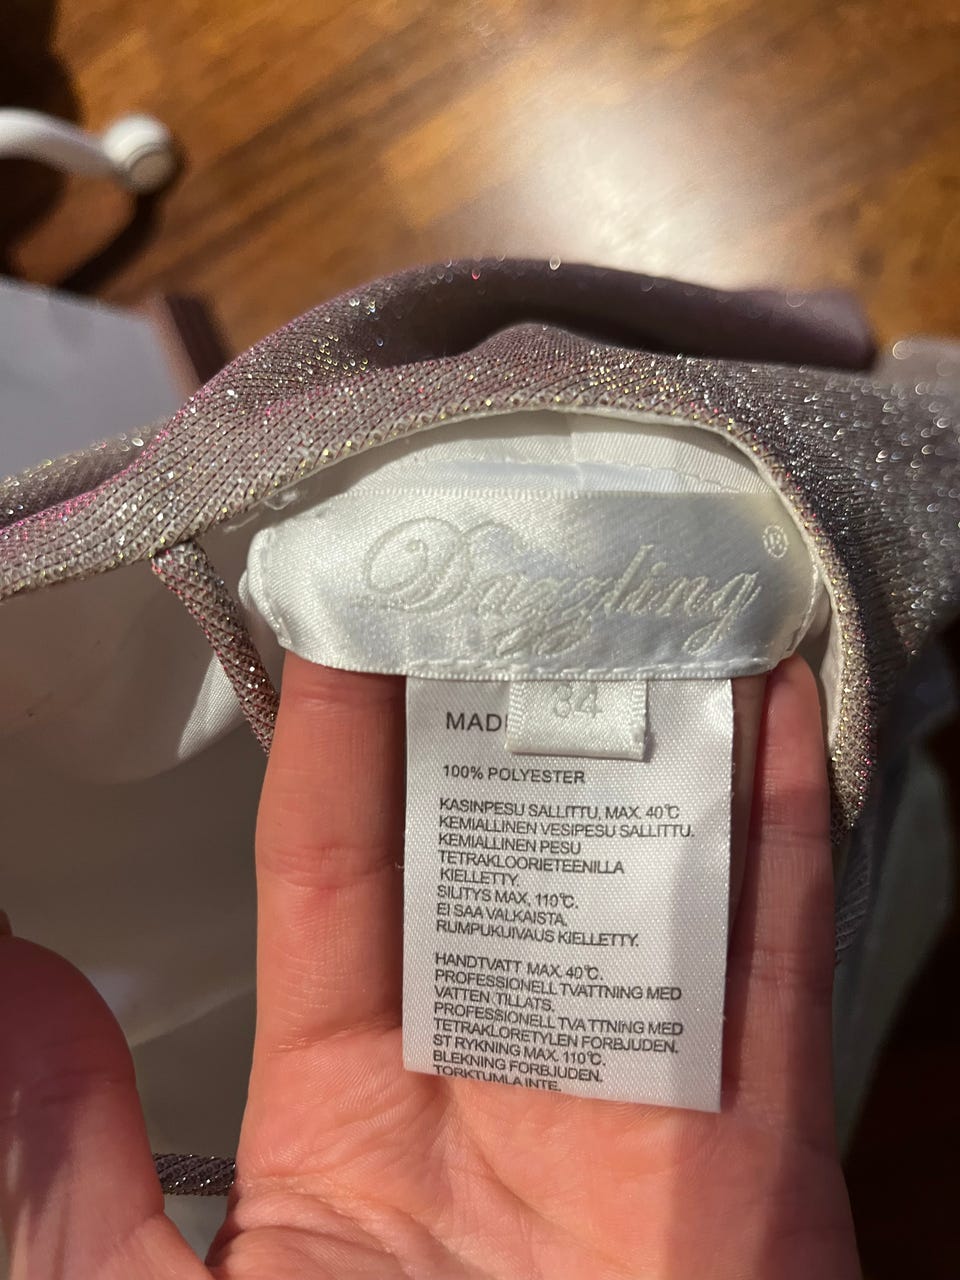 Dazzling ®
34
MAD
100% POLYESTER
KASINPESU SALLITTU, MAX. 40℃
KEMIALLINEN VESIPESU SALLITTU.
KEMIALLINEN PESU
TETRAKLOORIETEENILLA
KIELLETTY.
SILITYS MAX, 110℃.
EI SAA VALKAISTA.
RUMPUKUIVAUS KIELLETTY.
HANDTVATT MAX. 40℃.
PROFESSIONELL TVATTNING MED
VATTEN TILLATS.
PROFESSIONELL TVA TTNING MED
TETRAKLORETYLEN FORBJUDEN.
ST RYKNING MAX. 110℃.
BLEKNING FORBJUDEN.
TORKTUMLA INTE.